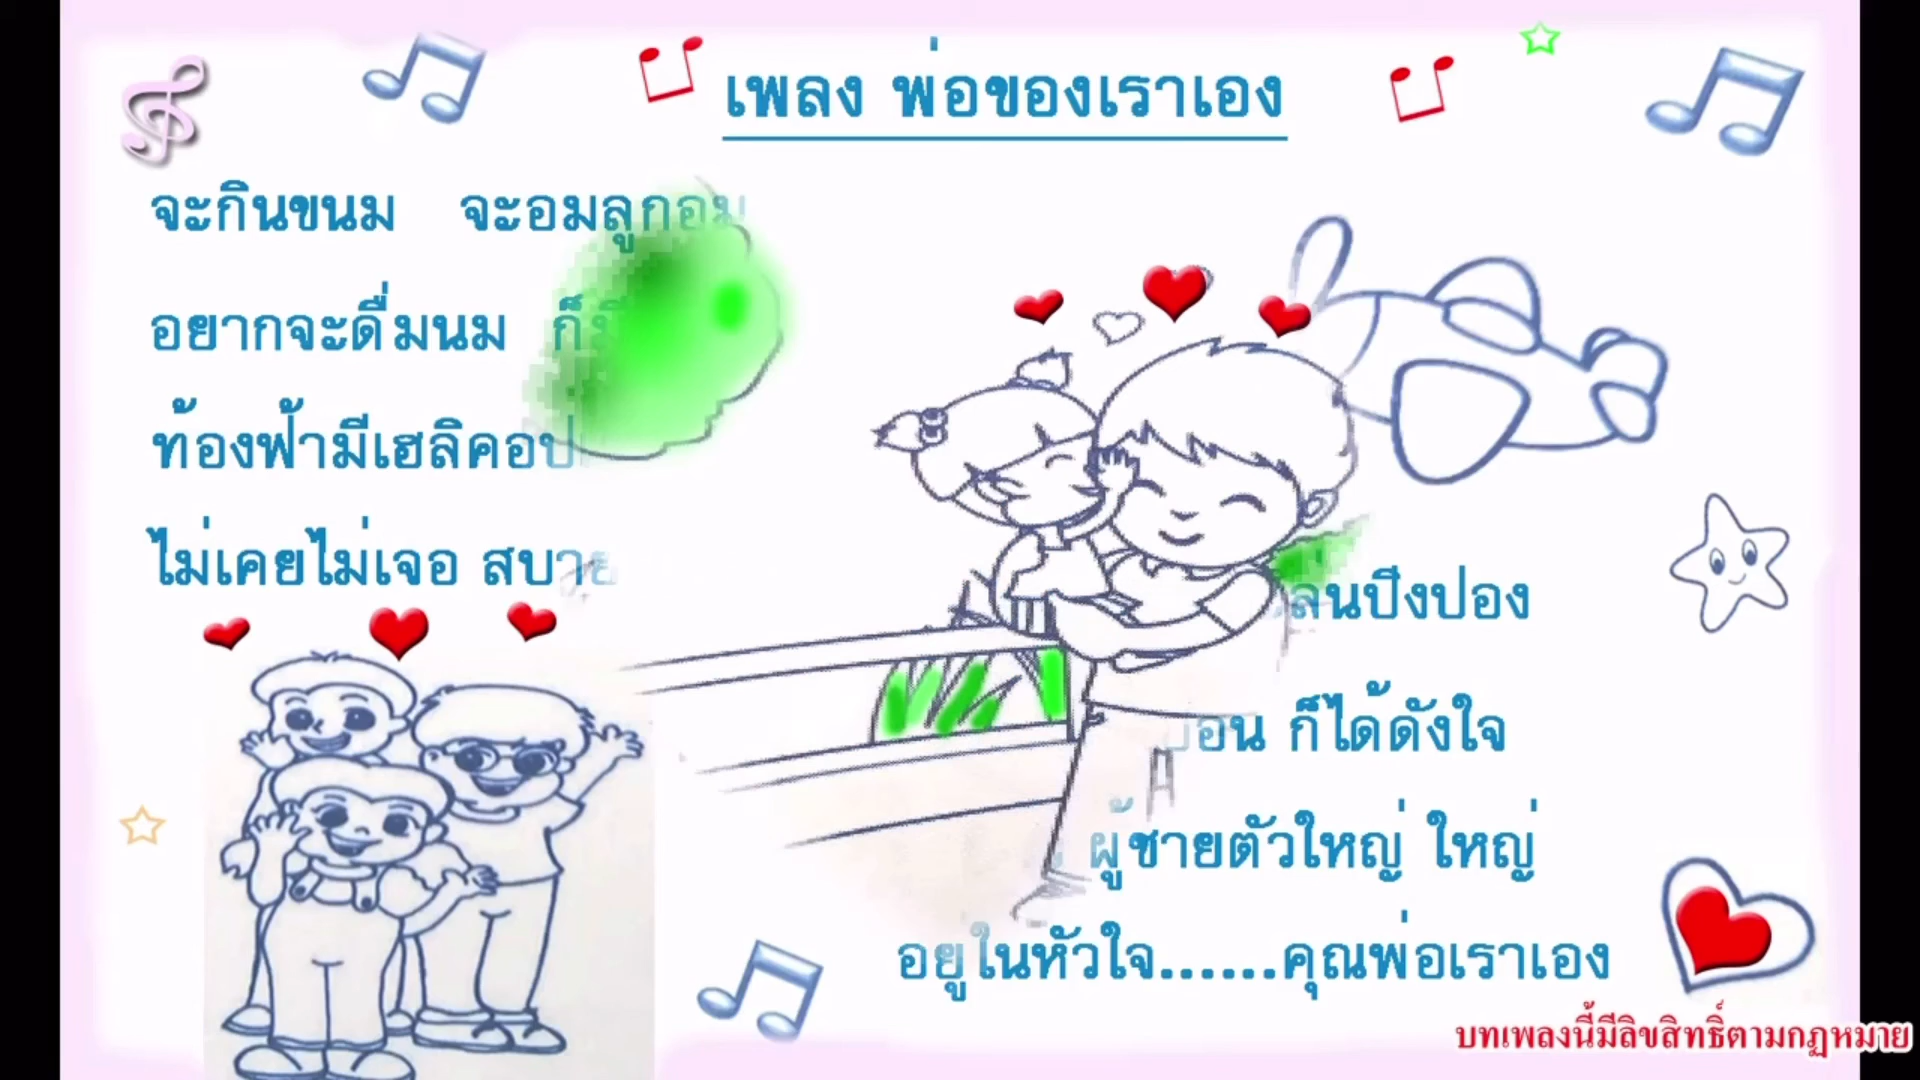 เพลง พ่อของเราเอง
จะกินขนม จะอมลูกอม
อยากจะดื่มนม ก็มี
ท้องฟ้ามีเฮลิคอป
ไม่เคยไม่เจอ สบาย
เล่นปิงปอง
ก็ได้ดังใจ
ผู้ชายตัวใหญ่ ใหญ่
อยู่ในหัวใจ......คุณพ่อเราเอง
บทเพลงนี้มีลิขสิทธิ์ตามกฏหมาย